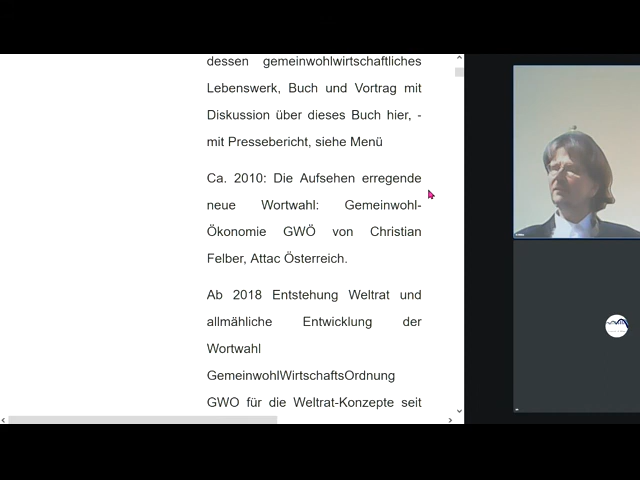 dessen gemeinwohlwirtschaftliches
Lebenswerk, Buch und Vortrag mit
Diskussion über dieses Buch hier, -
mit Pressebericht, siehe Menü
Ca. 2010: Die Aufsehen erregende
neue Wortwahl: Gemeinwohl-
Ökonomie GWÖ von Christian
Felber, Attac Österreich.
Ab 2018 Entstehung Weltrat und
allmähliche Entwicklung der
Wortwahl
GemeinwohlWirtschaftsOrdnung
GWO für die Weltrat-Konzepte seit